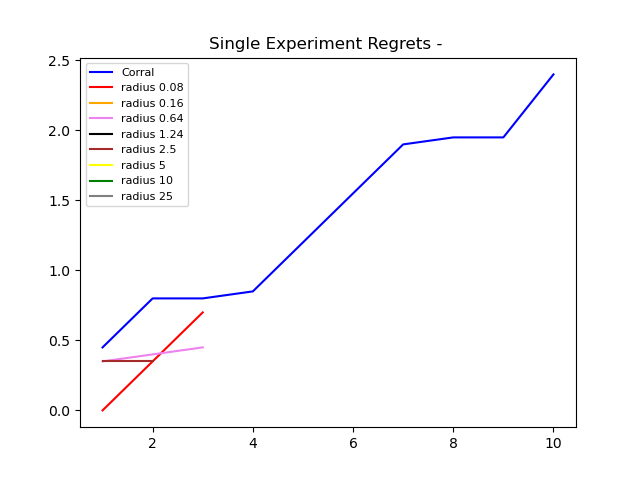 Single Experiment Regrets -
2.5
2.0
1.5
1.0
0.5
0.0
Corral
radius 0.08
radius 0.16
radius 0.64
radius 1.24
radius 2.5
radius 5
radius 10
radius 25
2 4 6 8 10